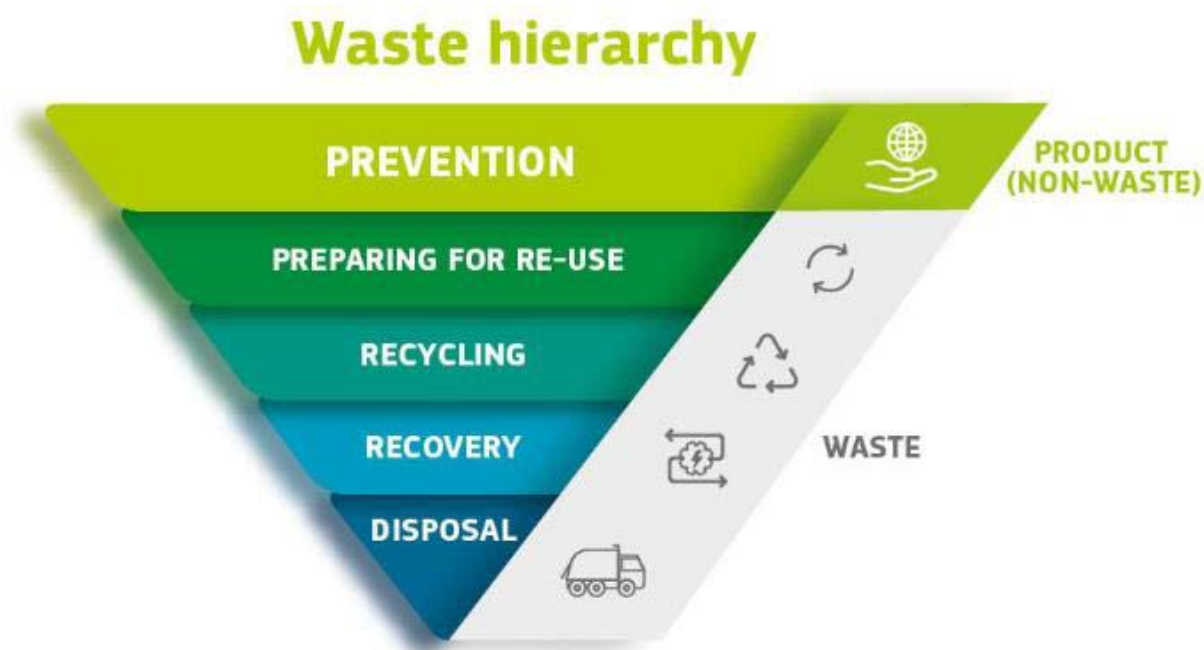 Waste hierarchy
PREVENTION
PRODUCT
(NON-WASTE)
PREPARING FOR RE-USE
RECYCLING
RECOVERY
WASTE
DISPOSAL